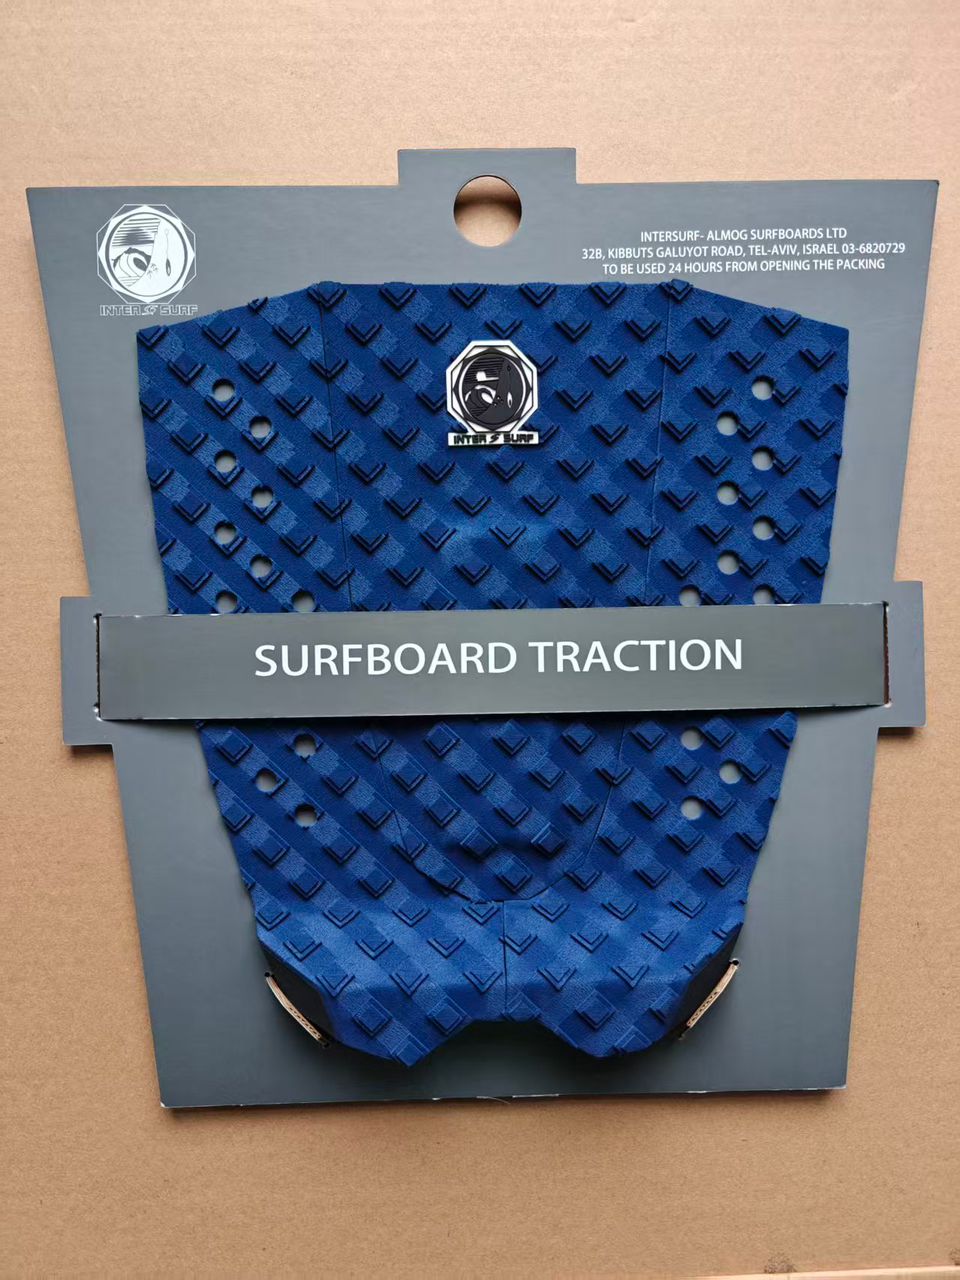 INTERSURF- ALMOG SURFBOARDS LTD
32B, KIBBUTS GALUYOT ROAD, TEL-AVIV, ISRAEL 03-6820729
TO BE USED 24 HOURS FROM OPENING THE PACKING
INTER SURF
INTER SURF
SURFBOARD TRACTION